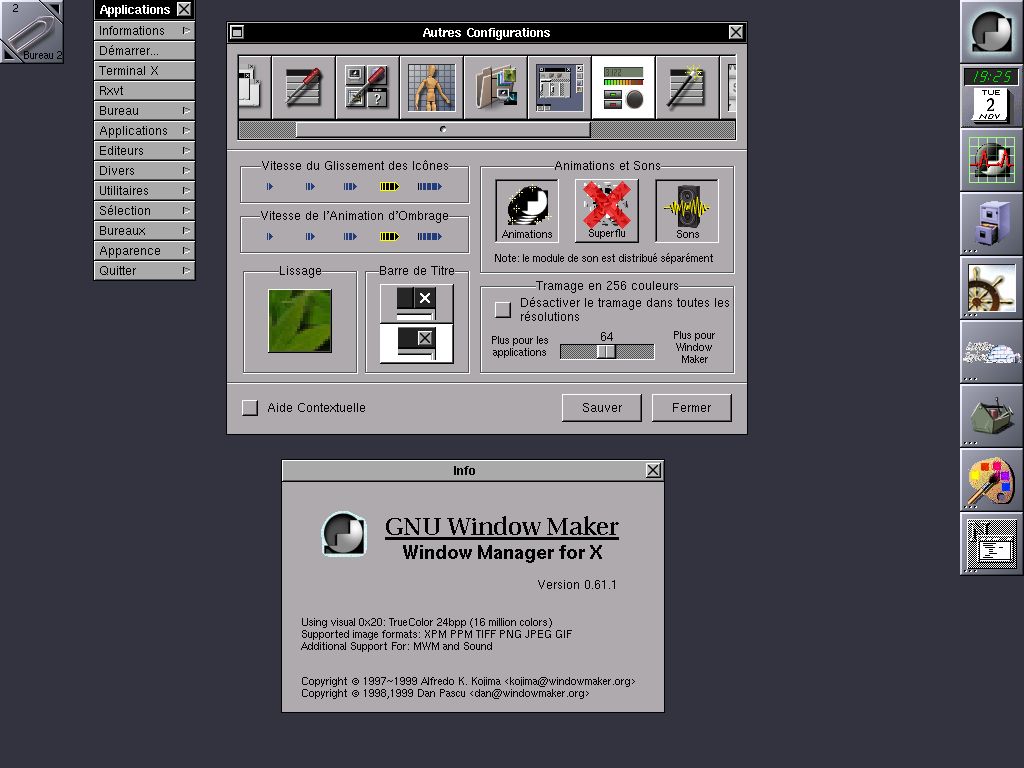 2
Bureau 2
Applications
Informations
Démarrer...
Terminal X
Rxvt
Bureau
Applications
Editeurs
Divers
Utilitaires
Sélection
Bureaux
Apparence
Quitter
Autres Configurations
Vitesse du Glissement des Icônes
Vitesse de l'Animation d'Ombrage
Lissage
Barre de Titre
Animations et Sons
Animations
Superflu
Sons
Note: le module de son est distribué séparément
Tramage en 256 couleurs
Désactiver le tramage dans toutes les
résolutions
Plus pour les
applications
64
Plus pour
Window
Maker
Aide Contextuelle
Sauver
Fermer
Info
GNU Window Maker
Window Manager for X
Version 0.61.1
Using visual 0x20: TrueColor 24bpp (16 million colors)
Supported image formats: XPM PPM TIFF PNG JPEG GIF
Additional Support For: MWM and Sound
Copyright © 1997~1999 Alfredo K. Kojima <kojima@windowmaker.org>
Copyright © 1998,1999 Dan Pascu <dan@windowmaker.org>
19:25
TUE
2
NOV